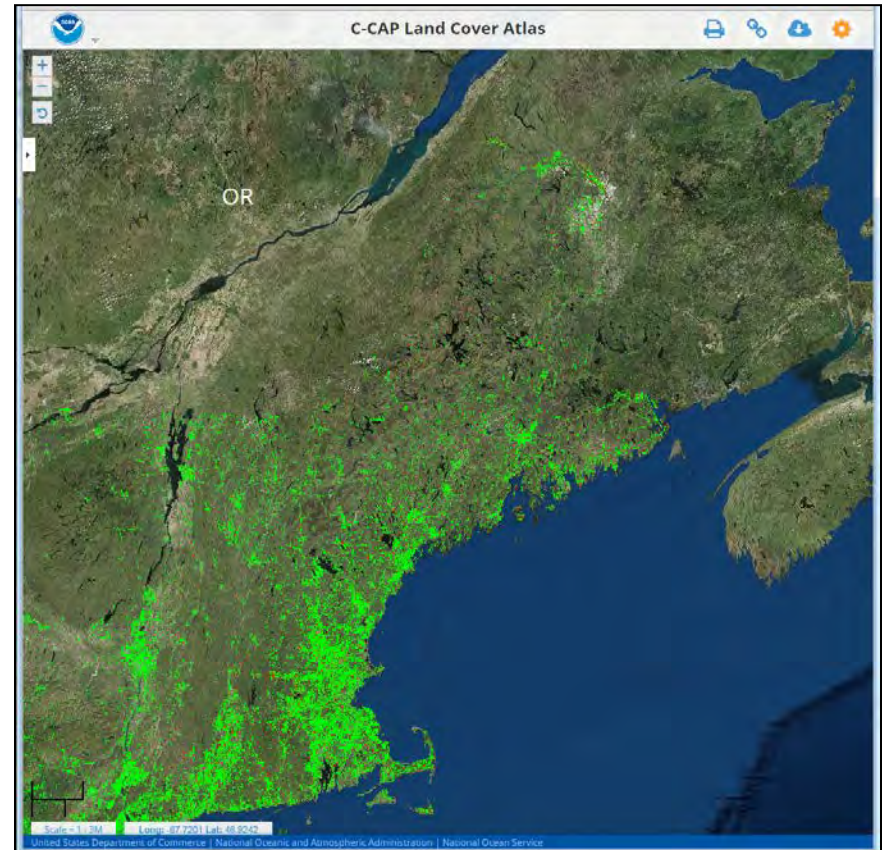 NOAA
C-CAP Land Cover Atlas
+
−
OR
Scale = 1 : 3M
Long: -67.7201 Lat: 46.9242
United States Department of Commerce | National Oceanic and Atmospheric Administration | National Ocean Service